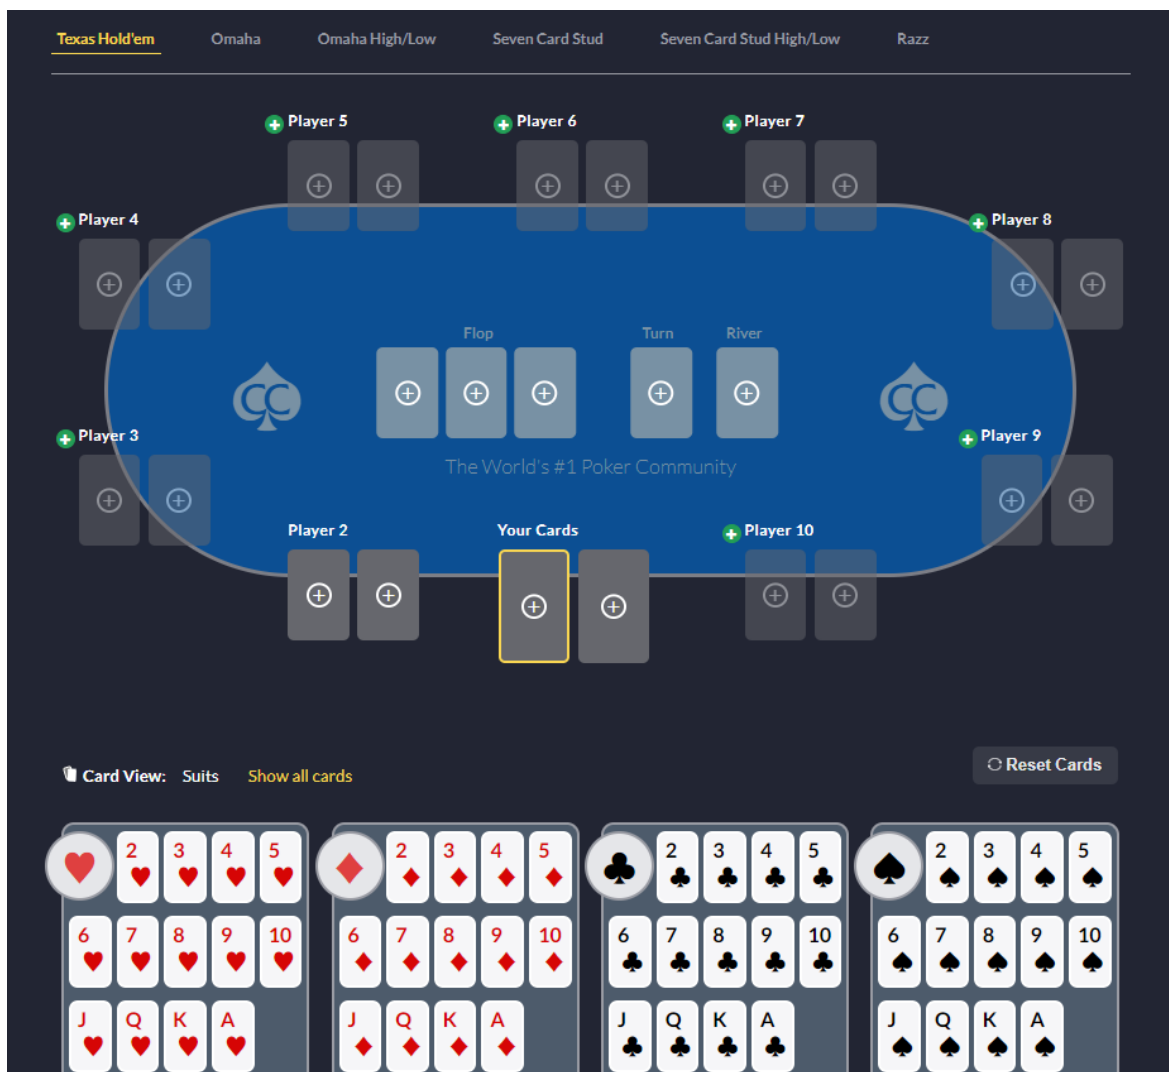 Texas Hold'em Omaha Omaha High/Low Seven Card Stud Seven Card Stud High/Low Razz
Player 5 Player 6 Player 7
Player 4 Player 8
Flop Turn River
CC CC
Player 3 Player 9
The World's #1 Poker Community
Player 2 Your Cards Player 10
Card View: Suits Show all cards Reset Cards
2 3 4 5 2 3 4 5 2 3 4 5 2 3 4 5
6 7 8 9 10 6 7 8 9 10 6 7 8 9 10 6 7 8 9 10
J Q K A J Q K A J Q K A J Q K A